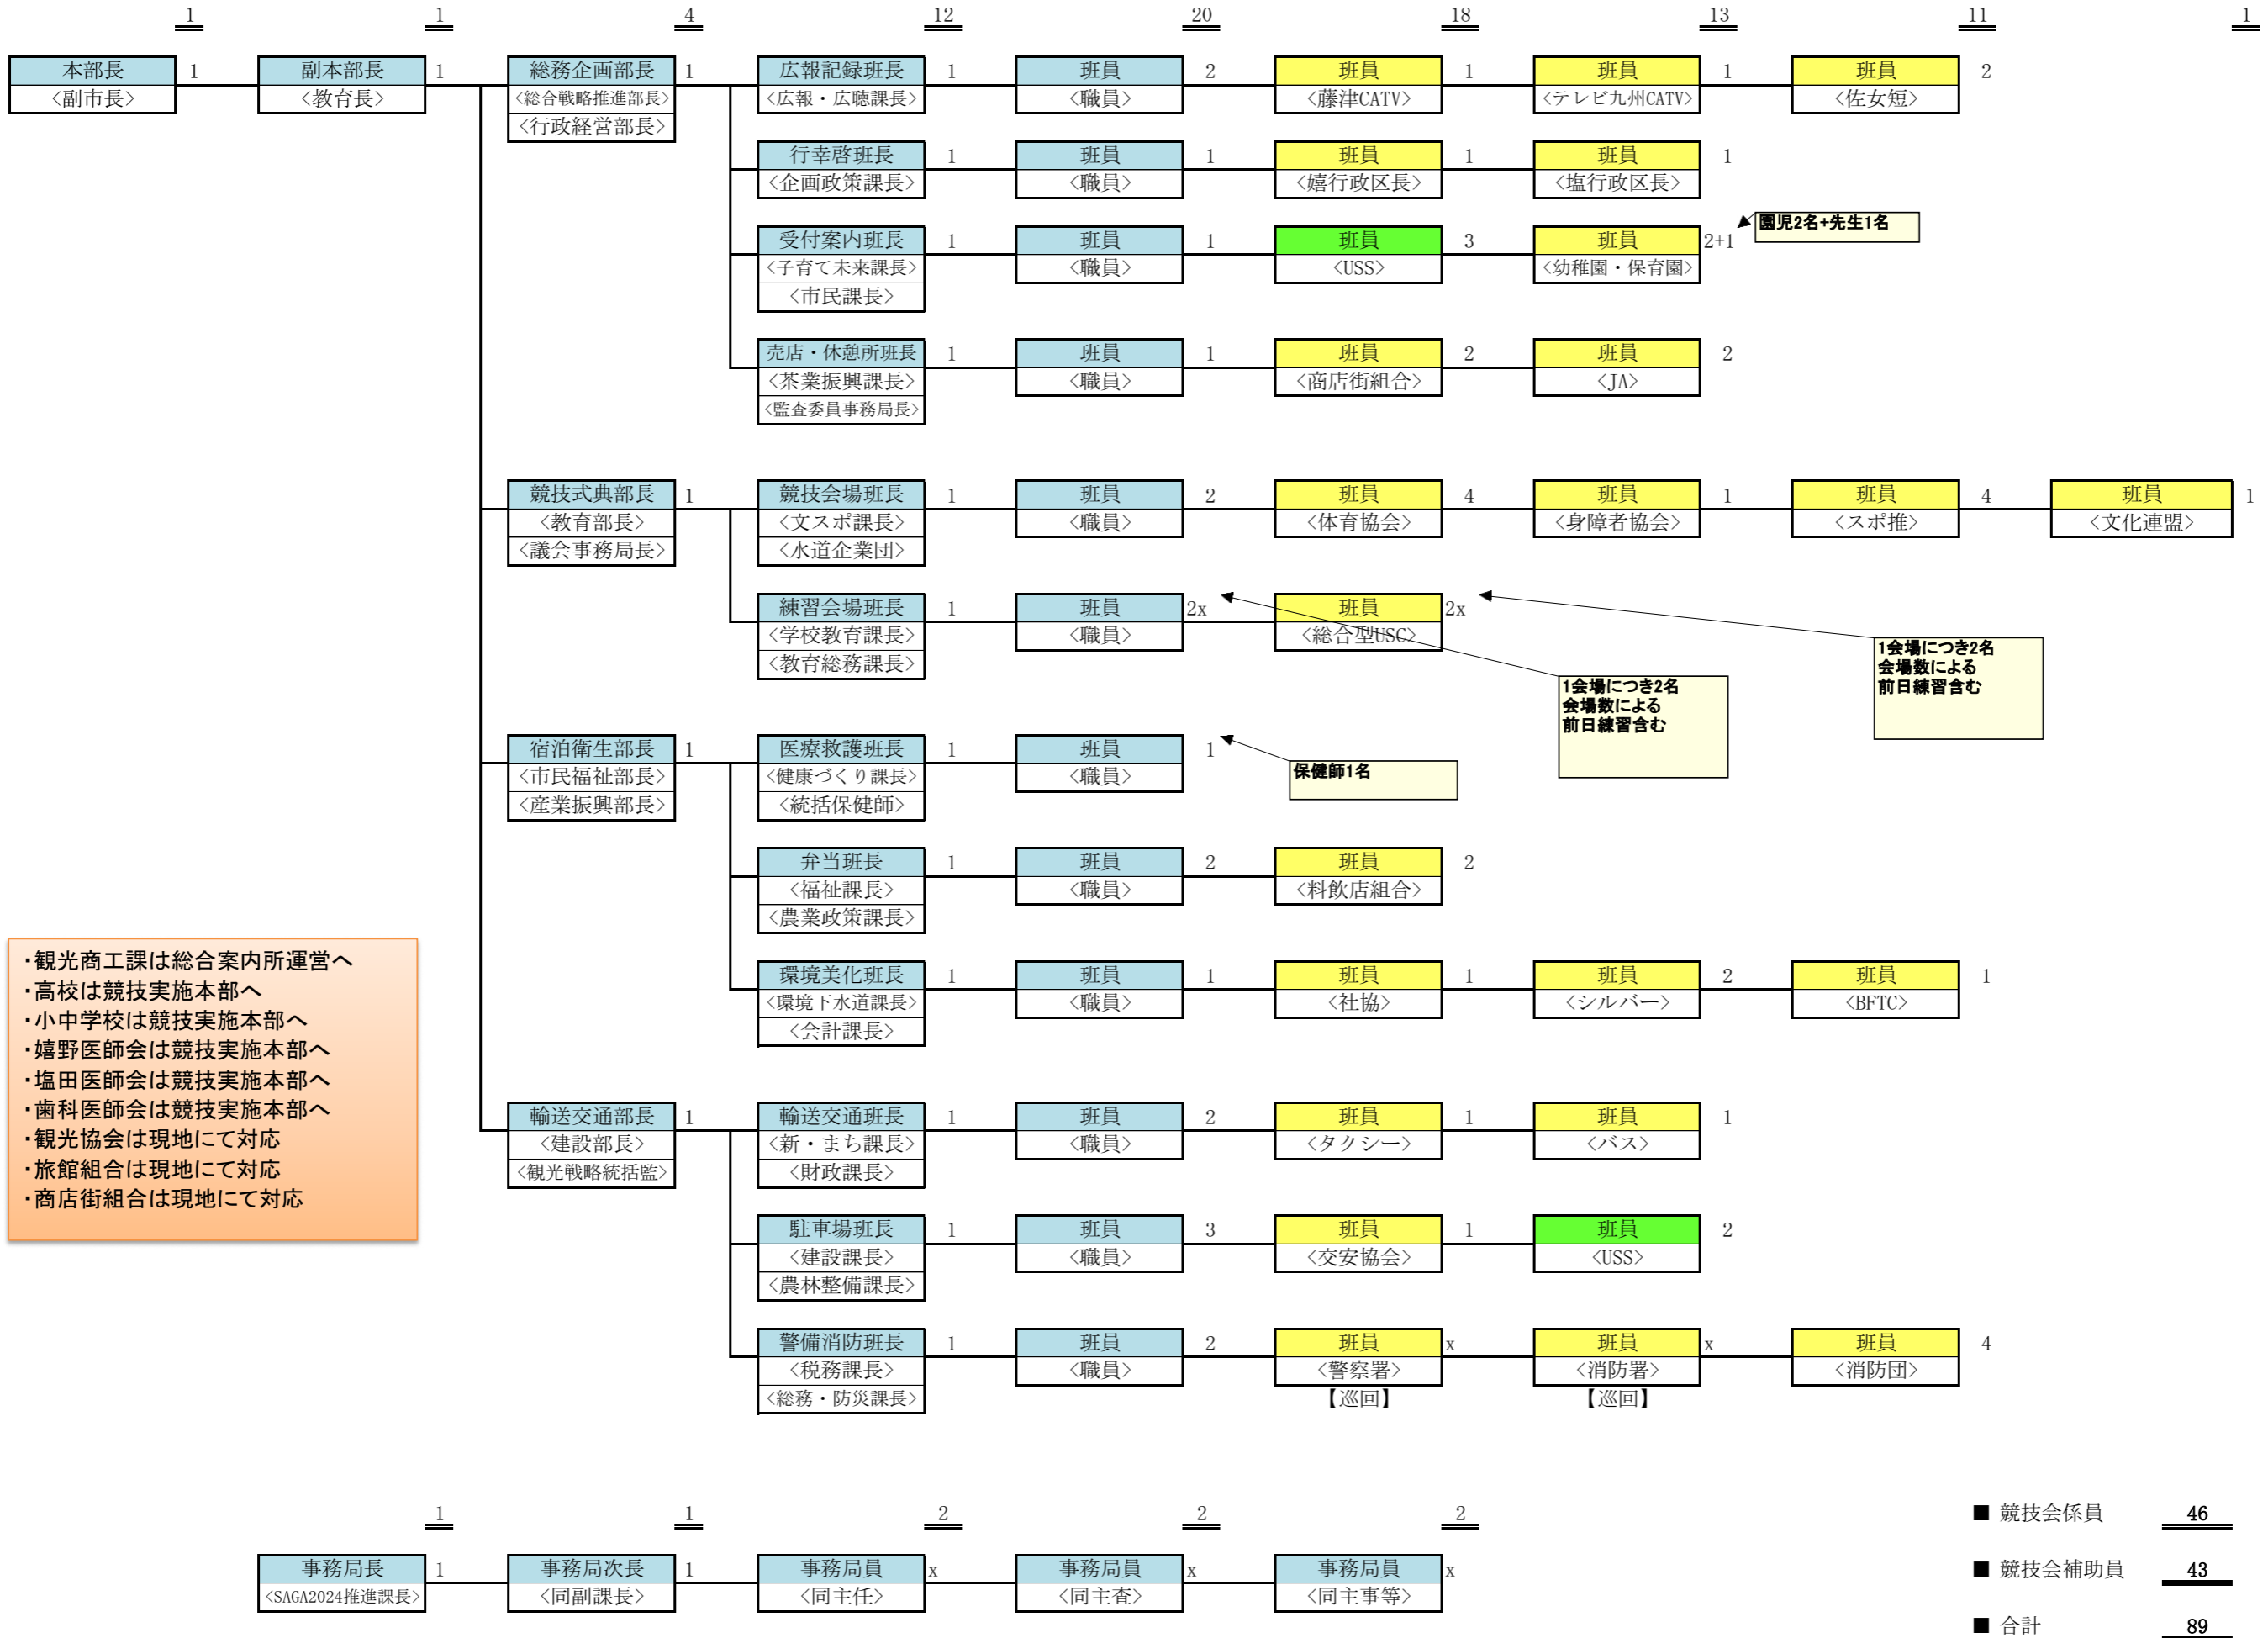 1 1 4 12 20 18 13 11 1
本部長 1 副本部長 1 総務企画部長 1 広報記録班長 1 班員 2 班員 1 班員 1 班員 2
<副市長> <教育長> <総合戦略推進部長> <広報・広聴課長> <職員> <藤津CATV> <テレビ九州CATV> <佐女短>
<行政経営部長>
行幸啓班長 1 班員 1 班員 1 班員 1
<企画政策課長> <職員> <嬉行政区長> <塩行政区長>
園児2名+先生1名
受付案内班長 1 班員 1 班員 3 班員 2+1
<子育て未来課長> <職員> <USS> <幼稚園・保育園>
<市民課長>
売店・休憩所班長 1 班員 1 班員 2 班員 2
<茶業振興課長> <職員> <商店街組合> <JA>
<監査委員事務局長>
競技式典部長 1 競技会場班長 1 班員 2 班員 4 班員 1 班員 4 班員 1
<教育部長> <文スポ課長> <職員> <体育協会> <身障者協会> <スポ推> <文化連盟>
<議会事務局長> <水道企業団>
練習会場班長 1 班員 2x 班員 2x
<学校教育課長> <職員> <総合型USC>
<教育総務課長>
1会場につき2名
会場数による
前日練習含む
1会場につき2名
会場数による
前日練習含む
宿泊衛生部長 1 医療救護班長 1 班員 1
<市民福祉部長> <健康づくり課長> <職員>
<産業振興部長> <統括保健師>
保健師1名
弁当班長 1 班員 2 班員 2
<福祉課長> <職員> <料飲店組合>
<農業政策課長>
環境美化班長 1 班員 1 班員 1 班員 2 班員 1
<環境下水道課長> <職員> <社協> <シルバー> <BFTC>
<会計課長>
・観光商工課は総合案内所運営へ
・高校は競技実施本部へ
・小中学校は競技実施本部へ
・嬉野医師会は競技実施本部へ
・塩田医師会は競技実施本部へ
・歯科医師会は競技実施本部へ
・観光協会は現地にて対応
・旅館組合は現地にて対応
・商店街組合は現地にて対応
輸送交通部長 1 輸送交通班長 1 班員 2 班員 1 班員 1
<建設部長> <新・まち課長> <職員> <タクシー> <バス>
<観光戦略統括監> <財政課長>
駐車場班長 1 班員 3 班員 1 班員 2
<建設課長> <職員> <交安協会> <USS>
<農林整備課長>
警備消防班長 1 班員 2 班員 x 班員 x 班員 4
<税務課長> <職員> <警察署> <消防署> <消防団>
<総務・防災課長> 【巡回】 【巡回】
1 1 2 2 2
事務局長 1 事務局次長 1 事務局員 x 事務局員 x 事務局員 x
<SAGA2024推進課長> <同副課長> <同主任> <同主査> <同主事等>
■ 競技会係員 46
■ 競技会補助員 43
■ 合計 89